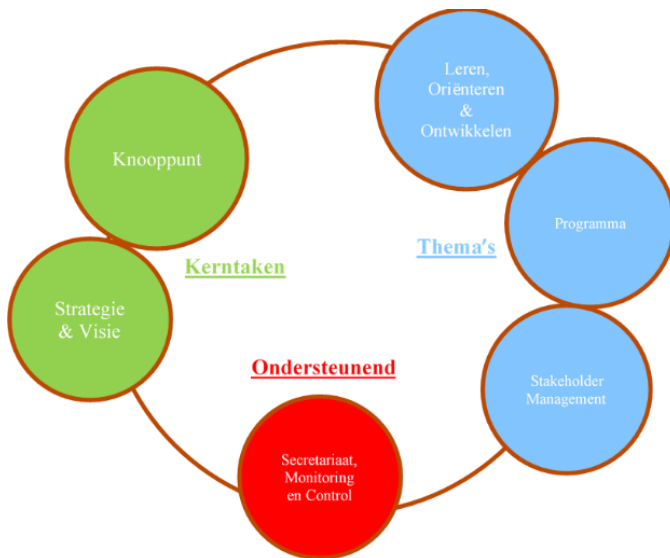 Leren,
Oriënteren
&
Ontwikkelen
Knooppunt
Programma
Thema's
Kerntaken
Strategie
& Visie
Ondersteunend
Stakeholder
Management
Secretariaat,
Monitoring
en Control